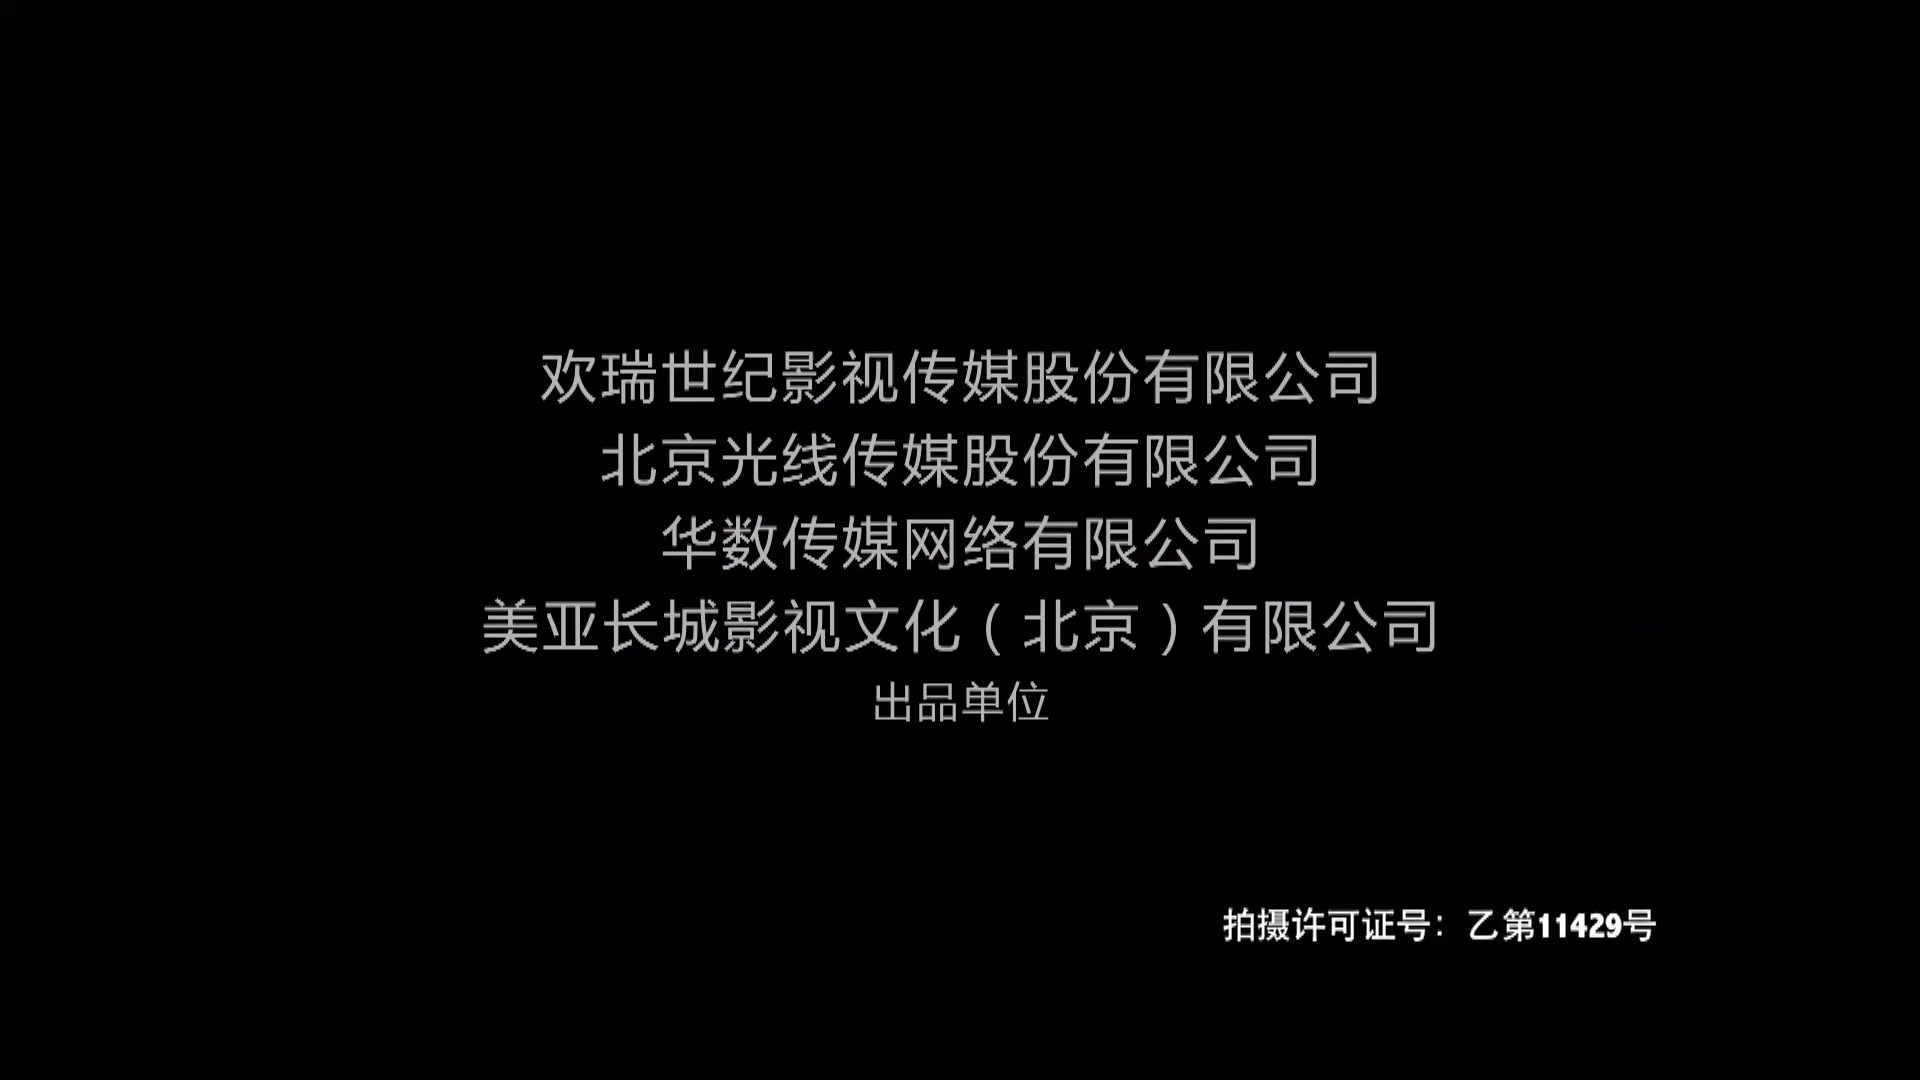 欢瑞世纪影视传媒股份有限公司
北京光线传媒股份有限公司
华数传媒网络有限公司
美亚长城影视文化（北京）有限公司
出品单位
拍摄许可证号：乙第11429号